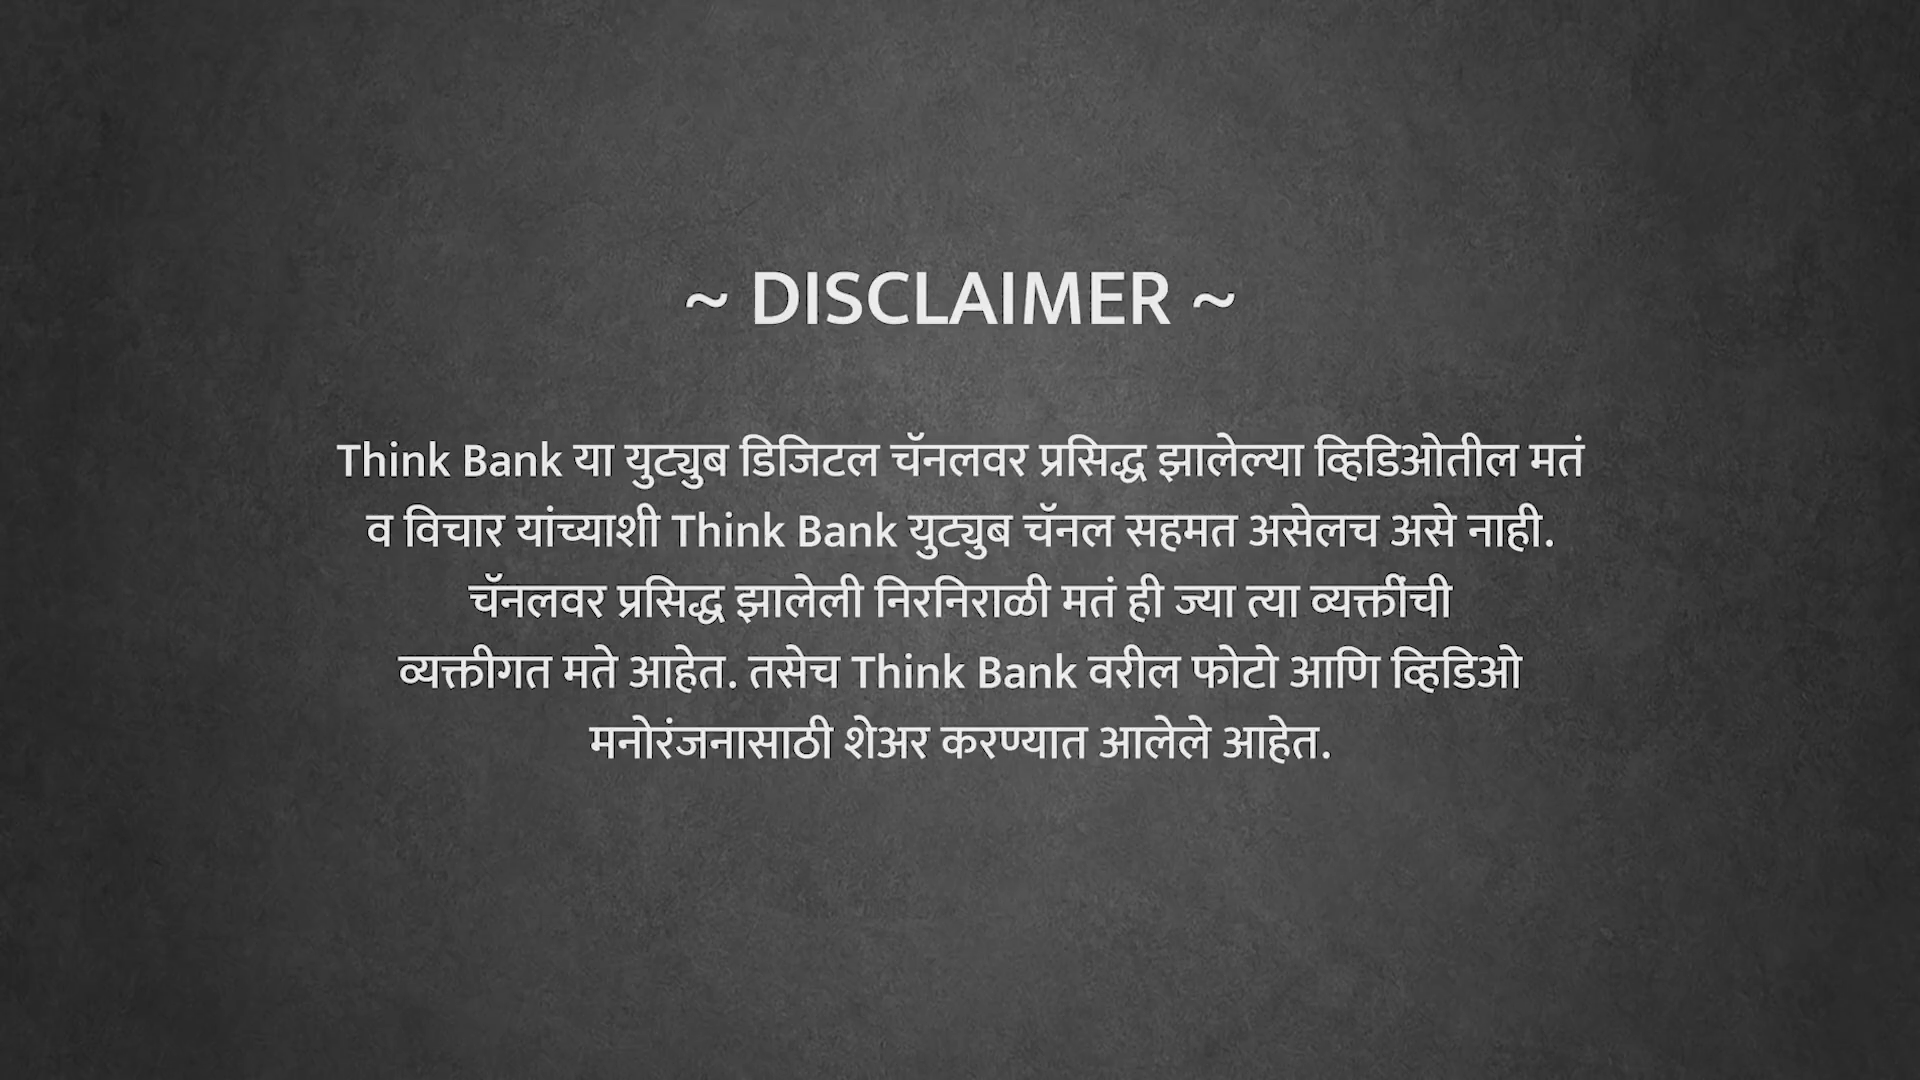 ~ DISCLAIMER ~
Think Bank या युट्युब डिजिटल चॅनलवर प्रसिद्ध झालेल्या व्हिडिओतील मतं
व विचार यांच्याशी Think Bank युट्युब चॅनल सहमत असेलच असे नाही.
चॅनलवर प्रसिद्ध झालेली निरनिराळी मतं ही ज्या त्या व्यक्तींची
व्यक्तीगत मते आहेत. तसेच Think Bank वरील फोटो आणि व्हिडिओ
मनोरंजनासाठी शेअर करण्यात आलेले आहेत.